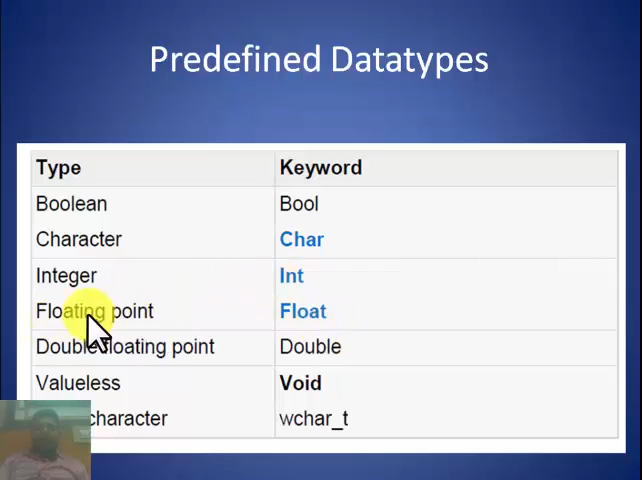 Predefined Datatypes
Type Keyword
Boolean Bool
Character Char
Integer Int
Floating point Float
Double floating point Double
Valueless Void
character wchar_t